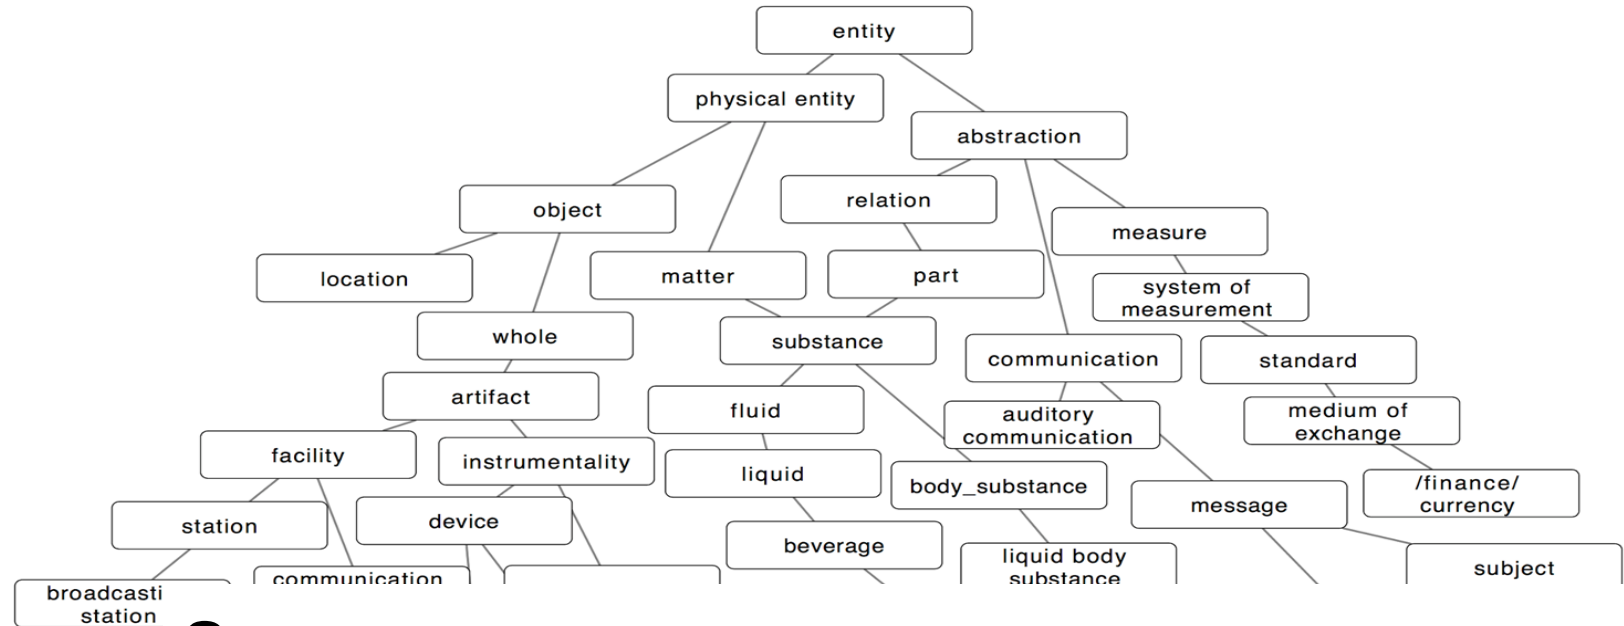 entity
physical entity
abstraction
relation
object
measure
location
matter
part
system of
measurement
whole
substance
communication
standard
artifact
fluid
auditory
communication
medium of
exchange
facility
instrumentality
liquid
body_substance
/finance/
currency
station
device
message
beverage
liquid body
substance
subject
communication
broadcasti
station